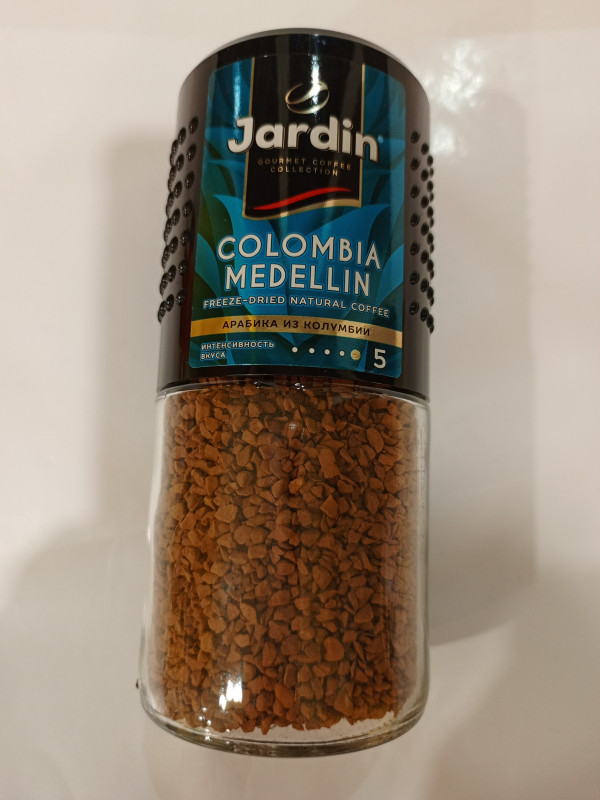 Jardin®
GOURMET COFFEE
COLLECTION
COLOMBIA
MEDELLIN
FREEZE-DRIED NATURAL COFFEE
АРАБИКА ИЗ КОЛУМБИИ
ИНТЕНСИВНОСТЬ
ВКУСА
5